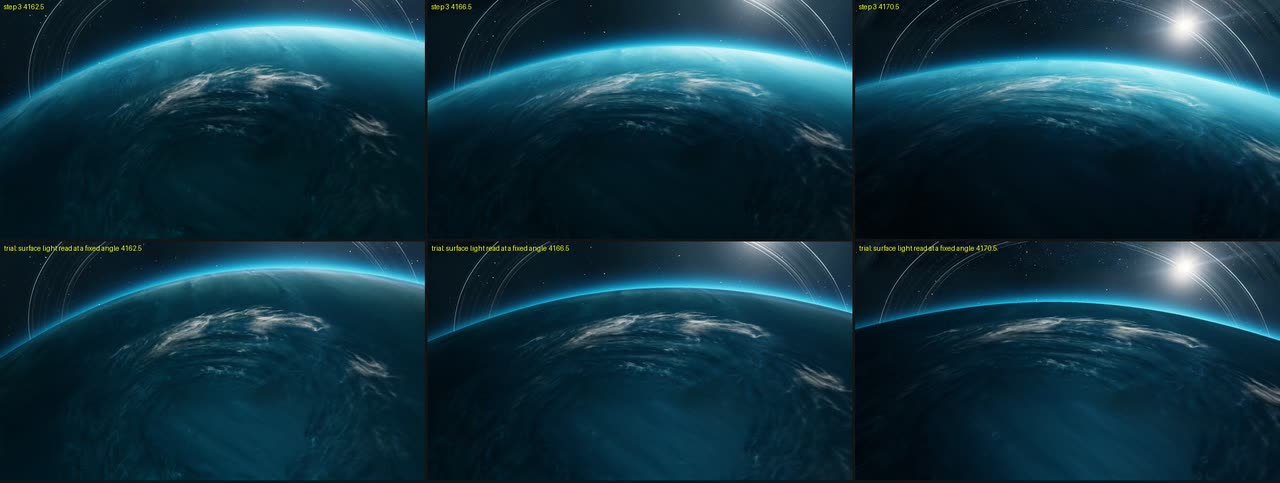 step 3 4162.5
step 3 4166.5
step 3 4170.5
trial: surface light read at a fixed angle 4162.5
trial: surface light read at a fixed angle 4166.5
trial: surface light read at a fixed angle 4170.5